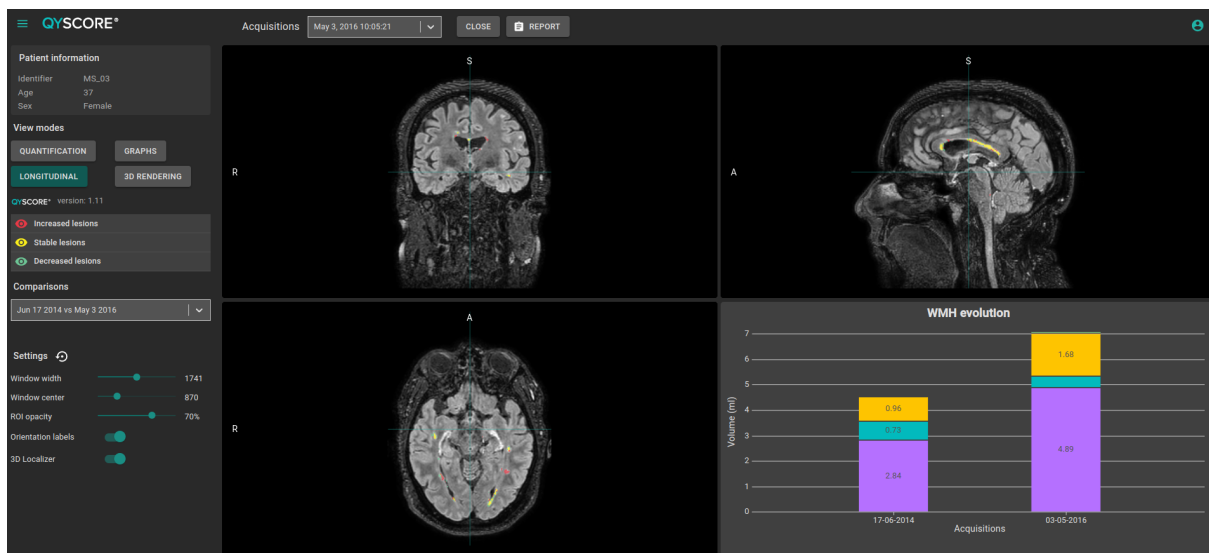 QYSCORE®
Acquisitions
May 3, 2016 10:05:21
CLOSE
REPORT
Patient information
Identifier MS_03
Age 37
Sex Female
View modes
QUANTIFICATION
GRAPHS
LONGITUDINAL
3D RENDERING
QYSCORE® version: 1.11
Increased lesions
Stable lesions
Decreased lesions
Comparisons
Jun 17 2014 vs May 3 2016
Settings
Window width 1741
Window center 870
ROI opacity 70%
Orientation labels
3D Localizer
S
R
S
A
A
R
WMH evolution
7
6
5
4
3
2
1
0
Volume (ml)
0.96
0.73
2.84
1.68
4.89
17-06-2014
03-05-2016
Acquisitions